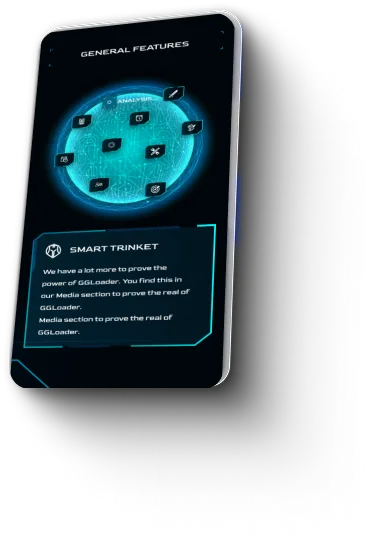 GENERAL FEATURES
ANALYSIS
SMART TRINKET
We have a lot more to prove the
power of GGLoader. You find this in
our Media section to prove the real of
GGLoader.
Media section to prove the real of
GGLoader.